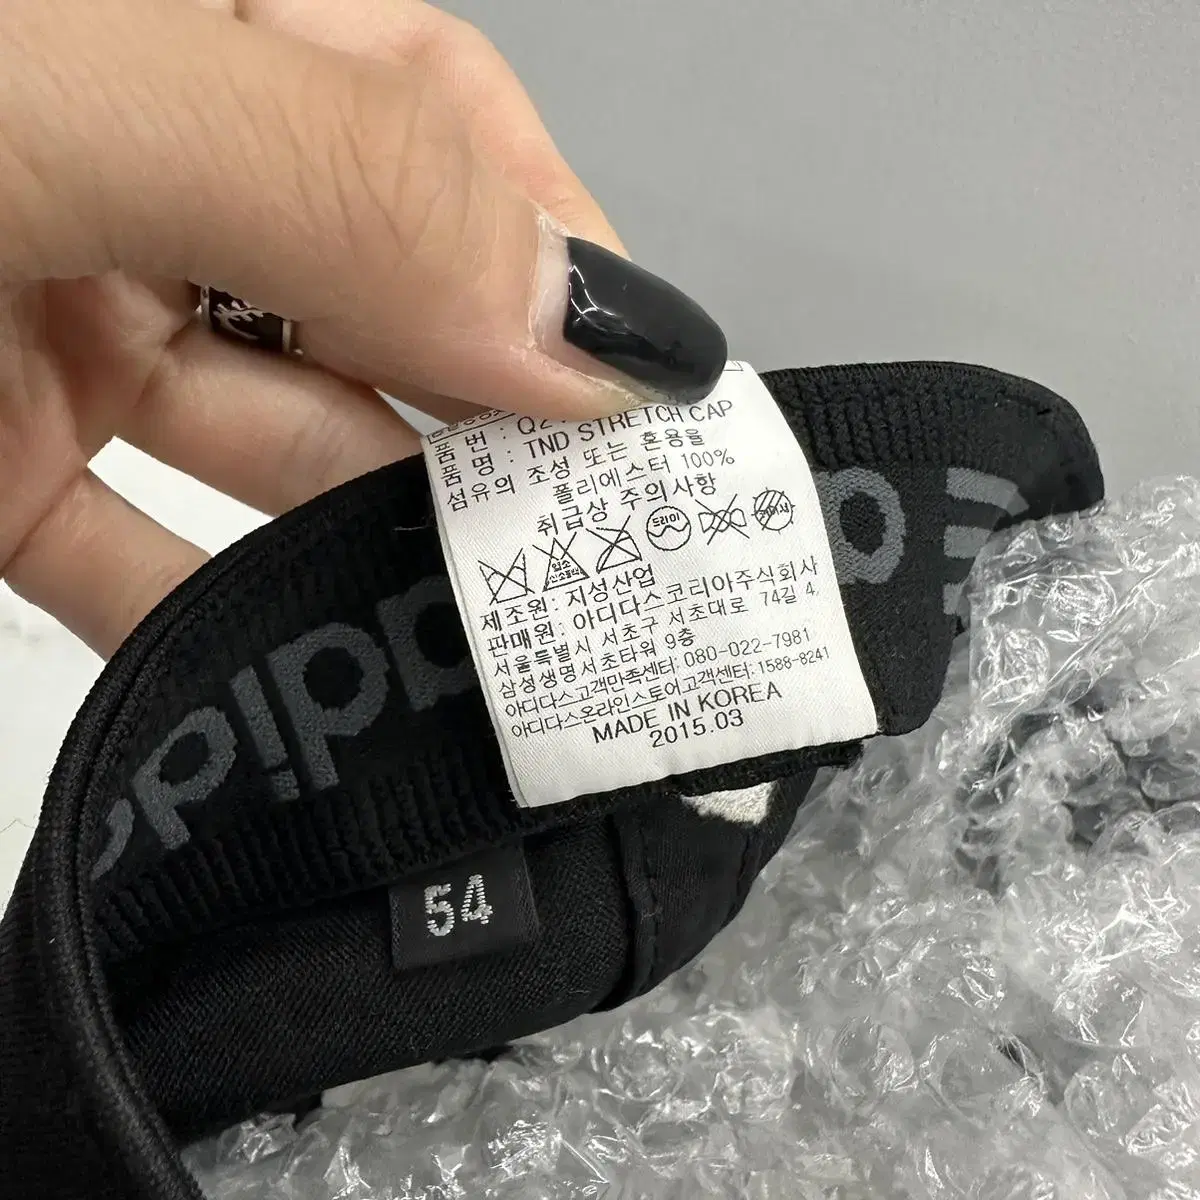 품 번 : Q2
품 명 : TND STRETCH CAP
섬유의 조성 또는 혼용율
폴리에스터 100%
취급상 주의사항
염소
산소표백
드라이
제조원: 지성산업
판매원: 아디다스코리아주식회사
서울특별시 서초구 서초대로 74길 4,
삼성생명서초타워 9층
아디다스고객만족센터: 080-022-7981
아디다스온라인스토어고객센터: 1588-8241
MADE IN KOREA
2015.03
54